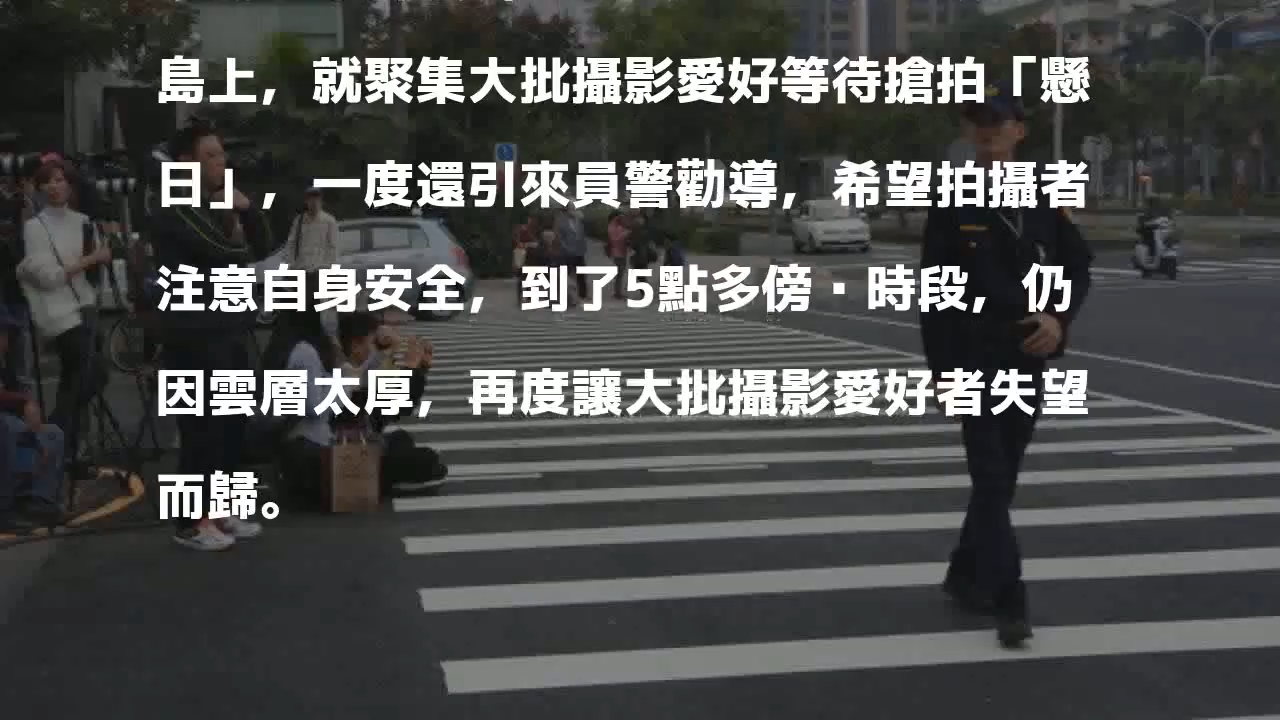 島上，就聚集大批攝影愛好等待搶拍「懸
日」，一度還引來員警勸導，希望拍攝者
注意自身安全，到了5點多傍·時段，仍
因雲層太厚，再度讓大批攝影愛好者失望
而歸。